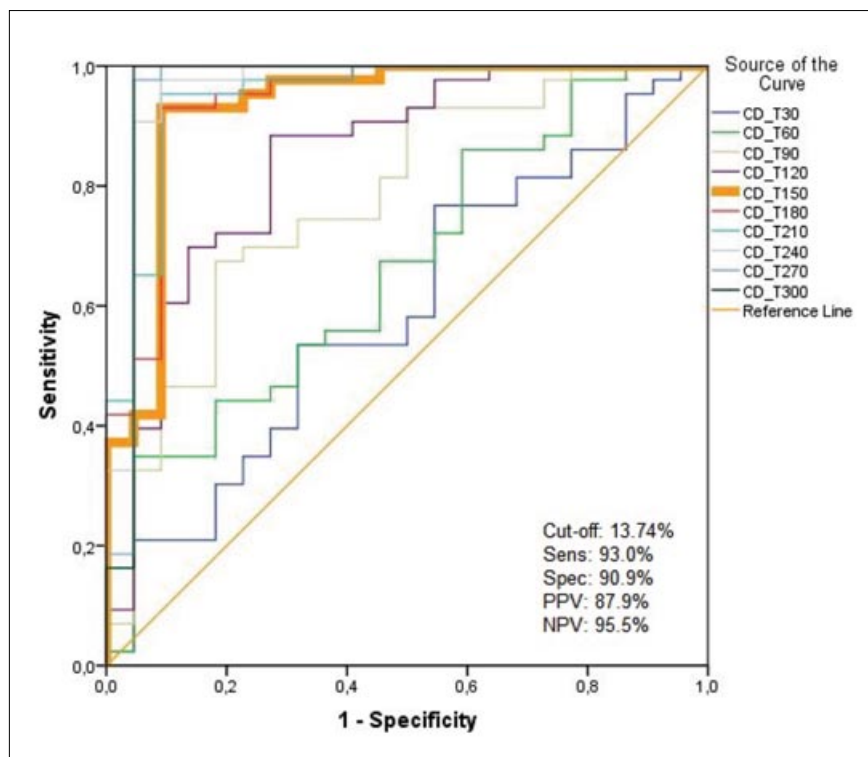 Source of the
Curve
CD_T30
CD_T60
CD_T90
CD_T120
CD_T150
CD_T180
CD_T210
CD_T240
CD_T270
CD_T300
Reference Line
1,0
0,8
0,6
0,4
0,2
0,0
Sensitivity
Cut-off: 13.74%
Sens: 93.0%
Spec: 90.9%
PPV: 87.9%
NPV: 95.5%
0,0
0,2
0,4
0,6
0,8
1,0
1 - Specificity